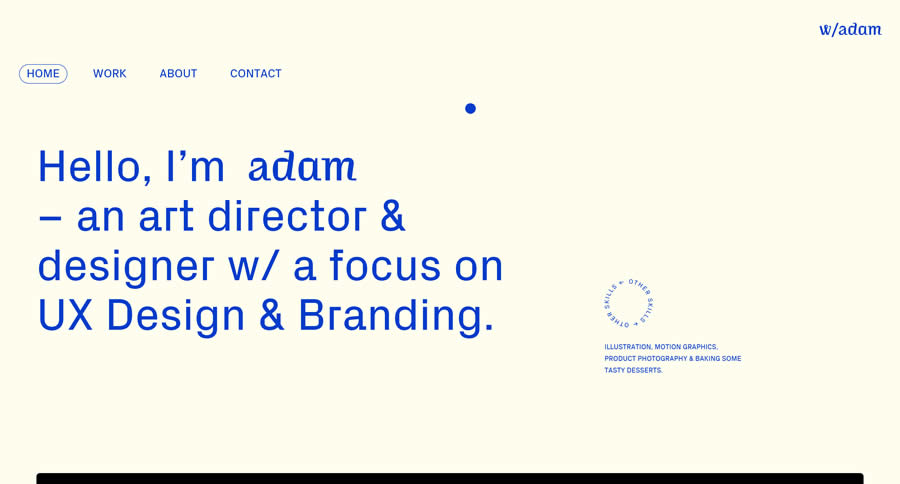 w/adam
HOME WORK ABOUT CONTACT
Hello, I’m adam
– an art director &
designer w/ a focus on
UX Design & Branding.
OTHER SKILLS ← OTHER SKILLS ←
ILLUSTRATION, MOTION GRAPHICS,
PRODUCT PHOTOGRAPHY & BAKING SOME
TASTY DESSERTS.